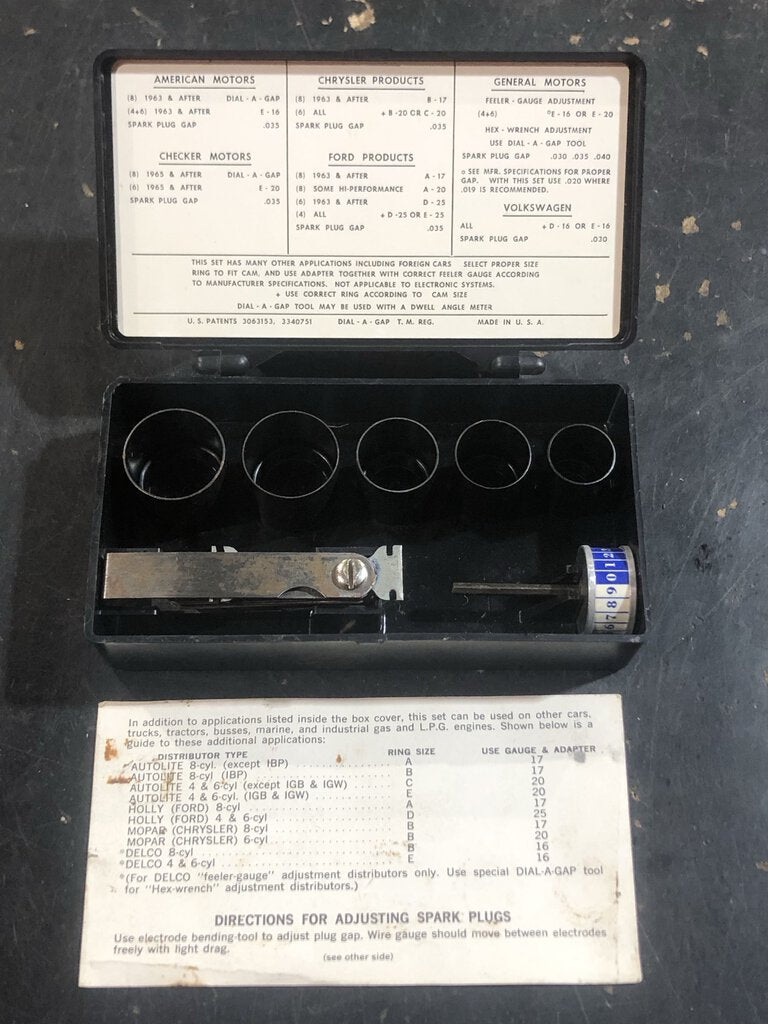 AMERICAN MOTORS
(8) 1963 & AFTER DIAL - A - GAP
(4+6) 1963 & AFTER E - 16
SPARK PLUG GAP .035
CHECKER MOTORS
(8) 1965 & AFTER DIAL - A - GAP
(6) 1965 & AFTER E - 20
SPARK PLUG GAP .035
CHRYSLER PRODUCTS
(8) 1963 & AFTER B - 17
(6) ALL + B - 20 OR C - 20
SPARK PLUG GAP .035
FORD PRODUCTS
(8) 1963 & AFTER A - 17
(8) SOME HI-PERFORMANCE A - 20
(6) 1963 & AFTER D - 25
(4) ALL + D - 25 OR E - 25
SPARK PLUG GAP .035
GENERAL MOTORS
FEELER - GAUGE ADJUSTMENT
(4+6) °E - 16 OR E - 20
HEX - WRENCH ADJUSTMENT
USE DIAL - A - GAP TOOL
SPARK PLUG GAP .030 .035 .040
o SEE MFR. SPECIFICATIONS FOR PROPER
GAP. WITH THIS SET USE .020 WHERE
.019 IS RECOMMENDED.
VOLKSWAGEN
ALL + D - 16 OR E - 16
SPARK PLUG GAP .030
THIS SET HAS MANY OTHER APPLICATIONS INCLUDING FOREIGN CARS SELECT PROPER SIZE
RING TO FIT CAM, AND USE ADAPTER TOGETHER WITH CORRECT FEELER GAUGE ACCORDING
TO MANUFACTURER SPECIFICATIONS. NOT APPLICABLE TO ELECTRONIC SYSTEMS.
+ USE CORRECT RING ACCORDING TO CAM SIZE
DIAL - A - GAP TOOL MAY BE USED WITH A DWELL ANGLE METER
U. S. PATENTS 3063153, 3340751 DIAL - A - GAP T. M. REG. MADE IN U. S. A.
6 7 8 9 0 1 2
In addition to applications listed inside the box cover, this set can be used on other cars,
trucks, tractors, busses, marine, and industrial gas and L.P.G. engines. Shown below is a
guide to these additional applications:
DISTRIBUTOR TYPE RING SIZE USE GAUGE & ADAPTER
AUTOLITE 8-cyl. (except IBP) A 17
AUTOLITE 8-cyl (IBP) B 17
AUTOLITE 4 & 6-cyl (except IGB & IGW) C 20
AUTOLITE 4 & 6-cyl. (IGB & IGW) E 20
HOLLY (FORD) 8-cyl A 17
HOLLY (FORD) 4 & 6-cyl D 25
MOPAR (CHRYSLER) 8-cyl B 17
MOPAR (CHRYSLER) 6-cyl B 20
*DELCO 8-cyl B 16
*DELCO 4 & 6-cyl E 16
*(For DELCO "feeler-gauge" adjustment distributors only. Use special DIAL-A-GAP tool
for "Hex-wrench" adjustment distributors.)
DIRECTIONS FOR ADJUSTING SPARK PLUGS
Use electrode bending-tool to adjust plug gap. Wire gauge should move between electrodes
freely with light drag.
(see other side)